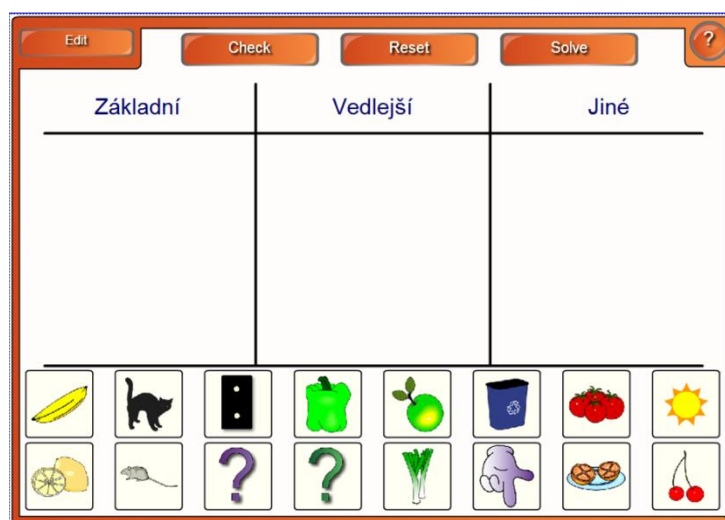 Edit
Check
Reset
Solve
?
Základní
Vedlejší
Jiné
?
?